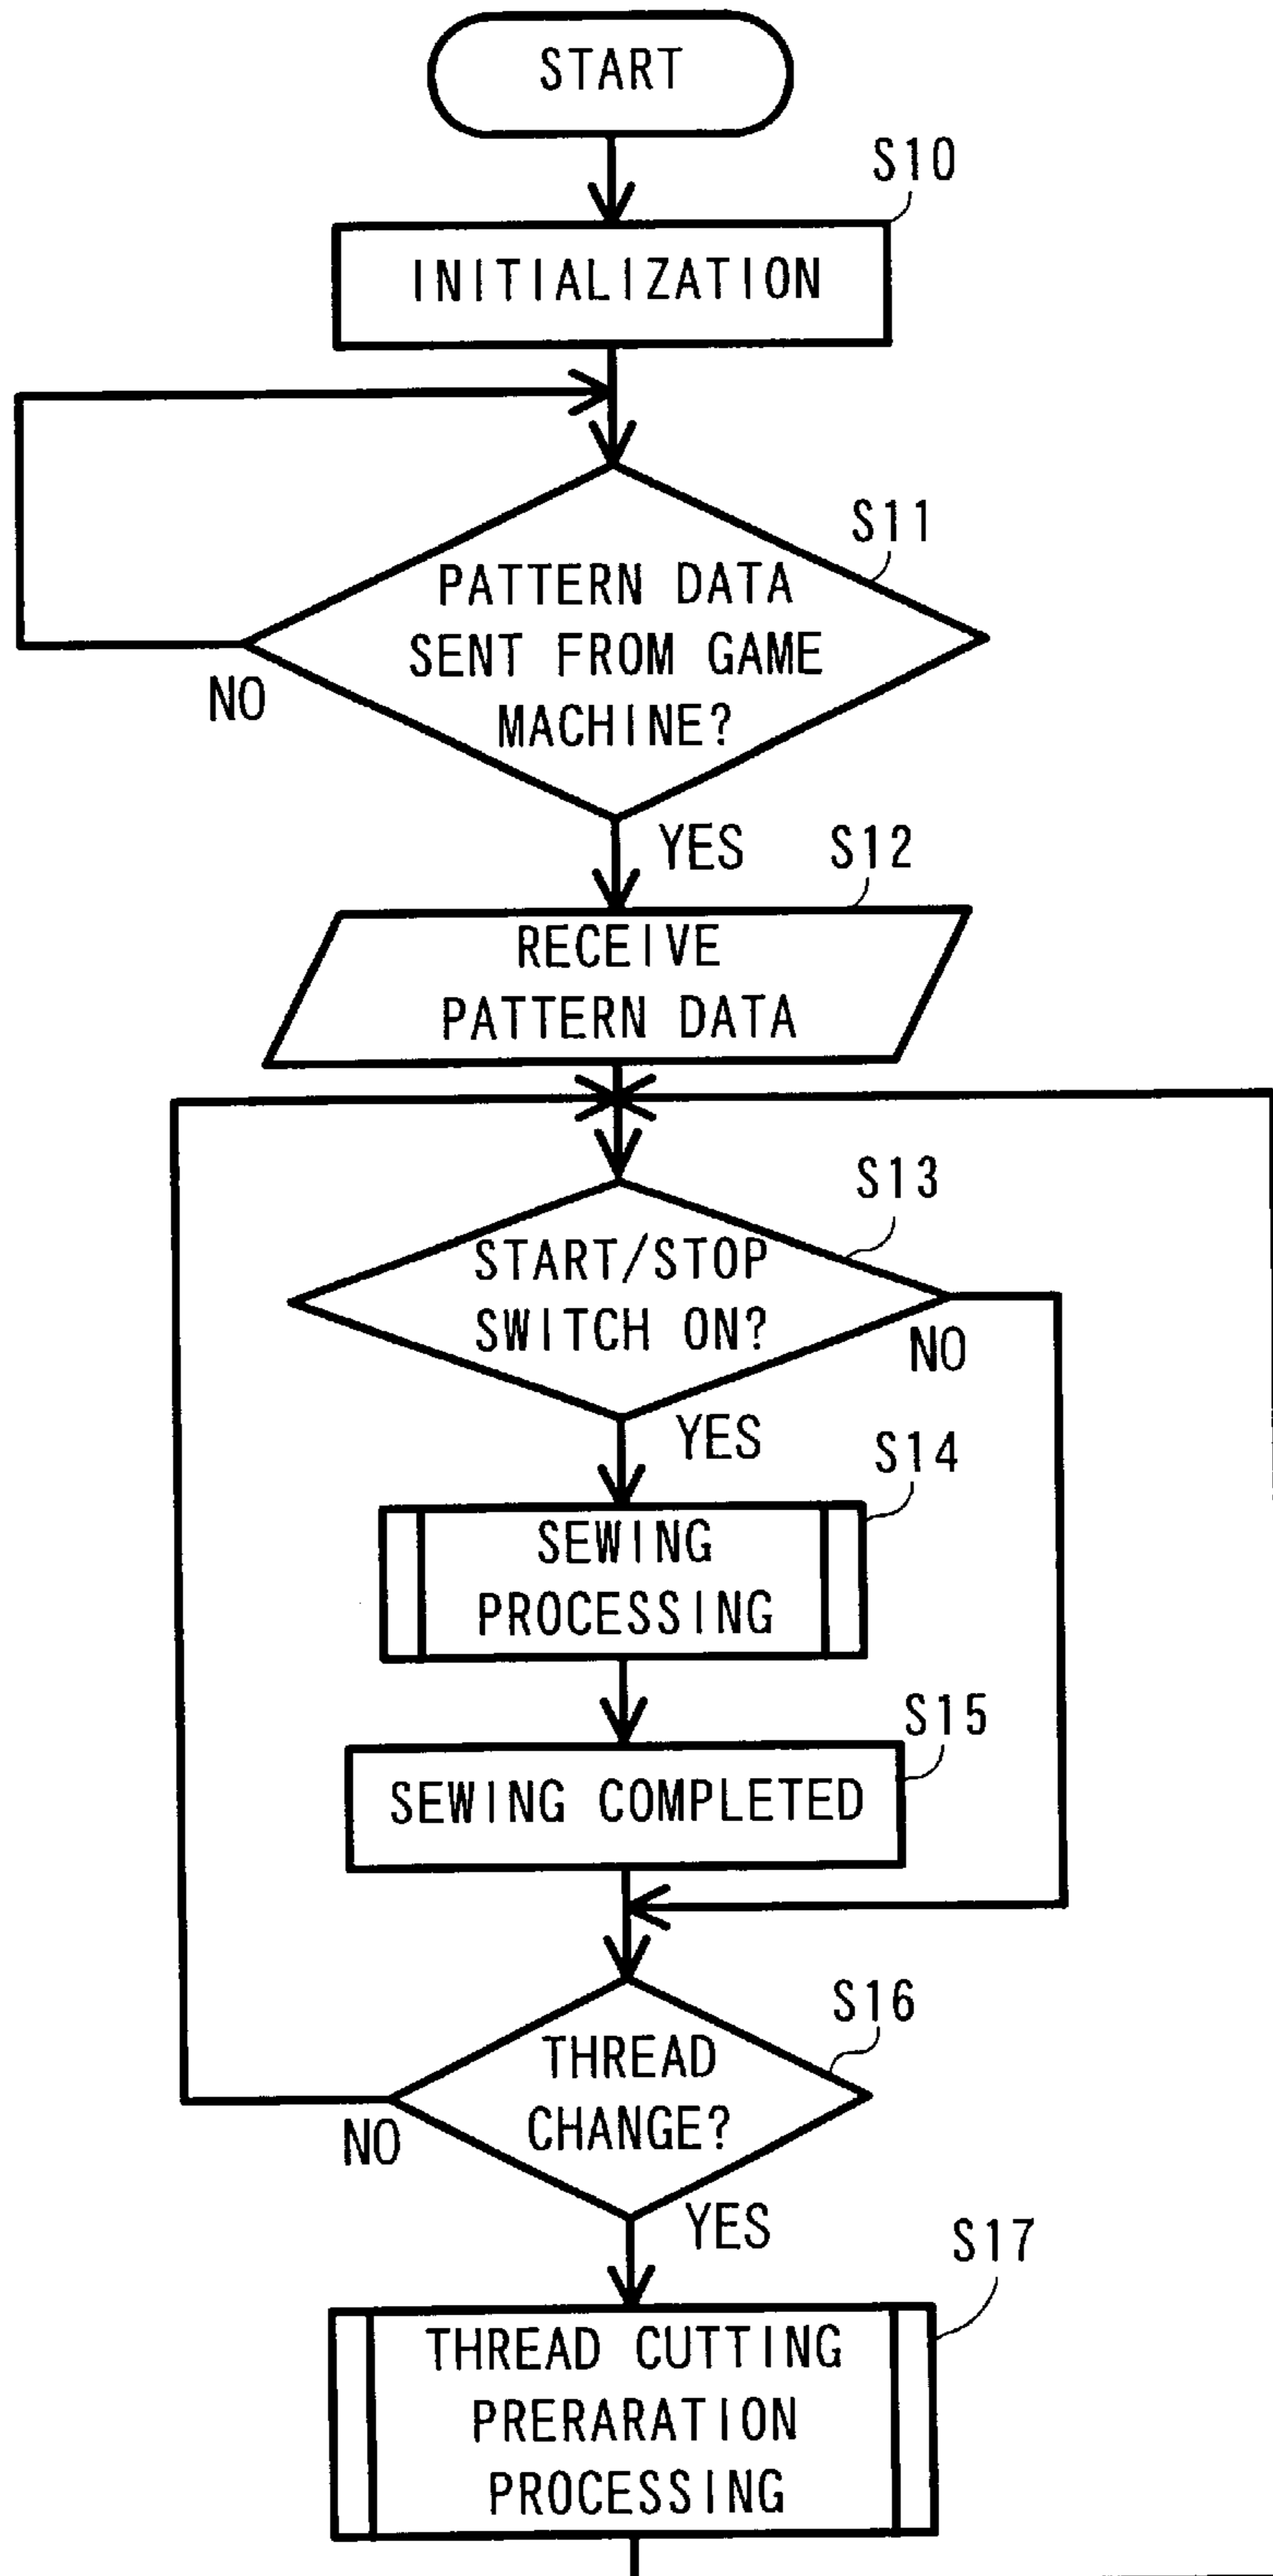 START
S10
INITIALIZATION
S11
PATTERN DATA
SENT FROM GAME
MACHINE?
NO
YES
S12
RECEIVE
PATTERN DATA
S13
START/STOP
SWITCH ON?
NO
YES
S14
SEWING
PROCESSING
S15
SEWING COMPLETED
S16
THREAD
CHANGE?
NO
YES
S17
THREAD CUTTING
PRERARATION
PROCESSING